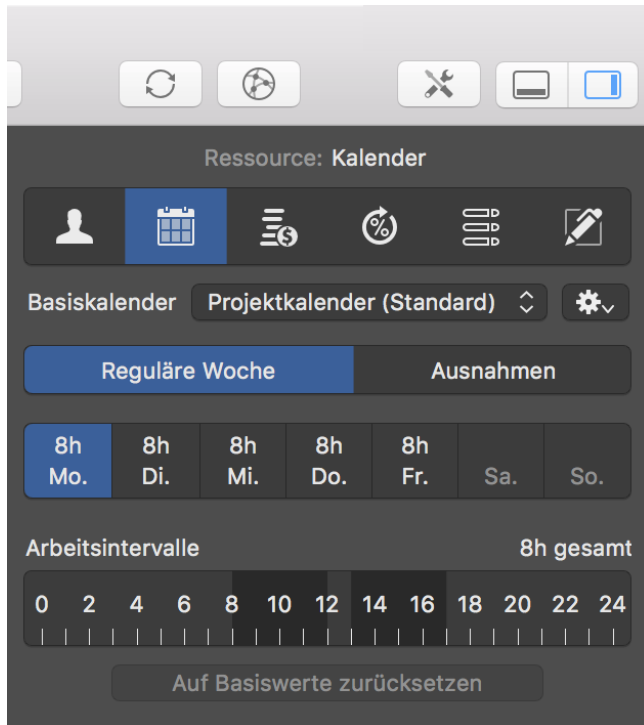 Ressource: Kalender
Basiskalender Projektkalender (Standard)
Reguläre Woche Ausnahmen
8h 8h 8h 8h 8h
Mo. Di. Mi. Do. Fr. Sa. So.
Arbeitsintervalle 8h gesamt
0 2 4 6 8 10 12 14 16 18 20 22 24
Auf Basiswerte zurücksetzen